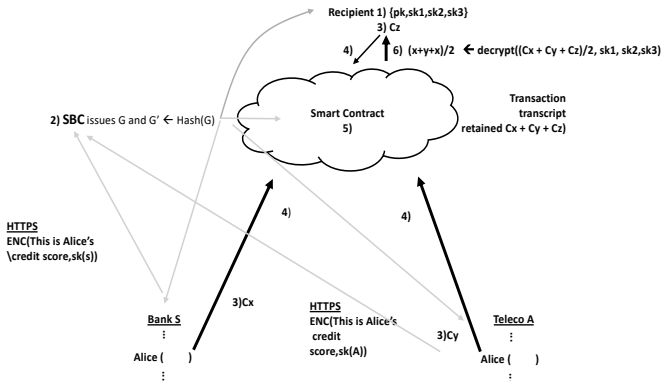 Recipient 1) {pk,sk1,sk2,sk3}
3) Cz
4)
6) (x+y+x)/2 ← decrypt((Cx + Cy + Cz)/2, sk1, sk2,sk3)
Smart Contract
5)
Transaction
transcript
retained Cx + Cy + Cz)
2) SBC issues G and G' ← Hash(G)
4)
4)
HTTPS
ENC(This is Alice's
\credit score,sk(s))
3)Cx
HTTPS
ENC(This is Alice's
credit
score,sk(A))
3)Cy
Bank S
⋮
Alice ( )
⋮
Teleco A
⋮
Alice ( )
⋮